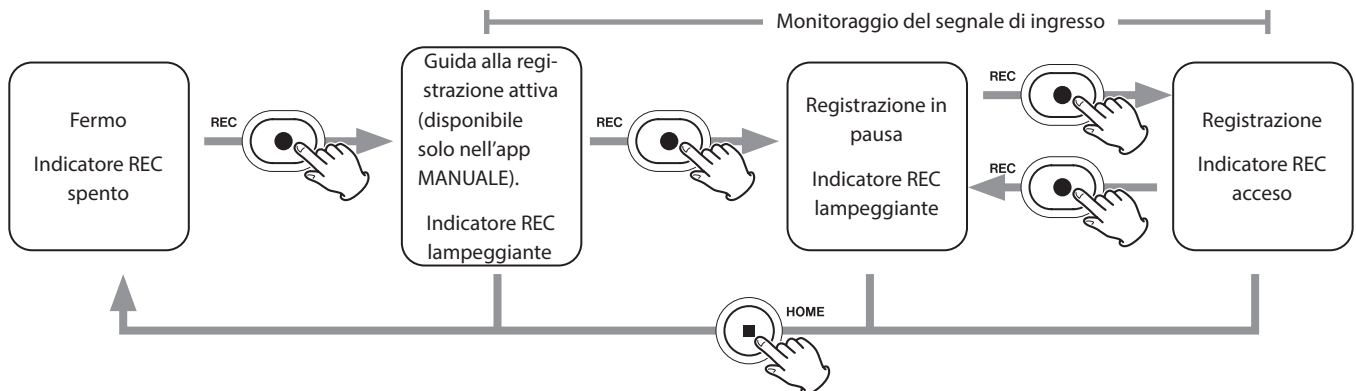 Monitoraggio del segnale di ingresso
Fermo
Indicatore REC
spento
REC
Guida alla regi-
strazione attiva
(disponibile
solo nell'app
MANUALE).
Indicatore REC
lampeggiante
REC
Registrazione in
pausa
Indicatore REC
lampeggiante
REC
REC
Registrazione
Indicatore REC
acceso
HOME